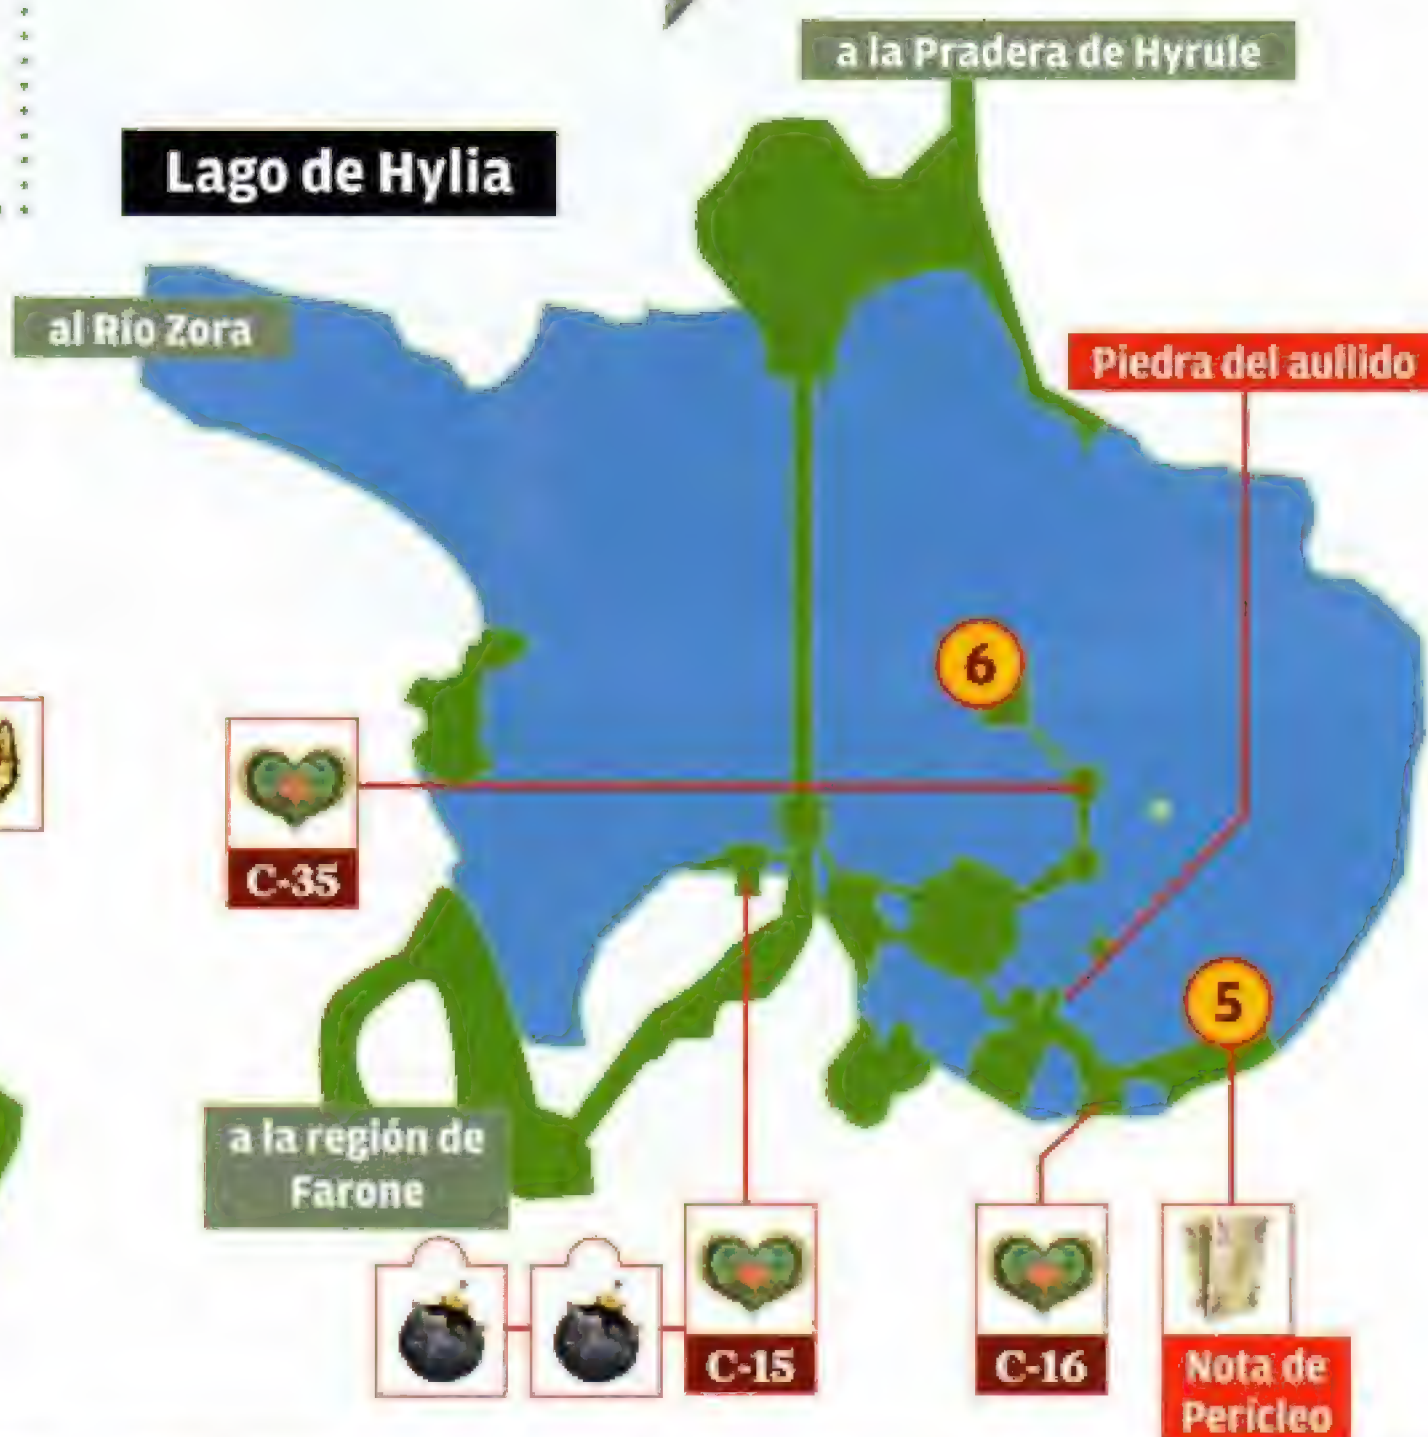 a la Pradera de Hyrule
Lago de Hylia
al Río Zora
Piedra del aullido
6
C-35
5
a la región de
Farone
C-15
C-16
Nota de
Pericleo